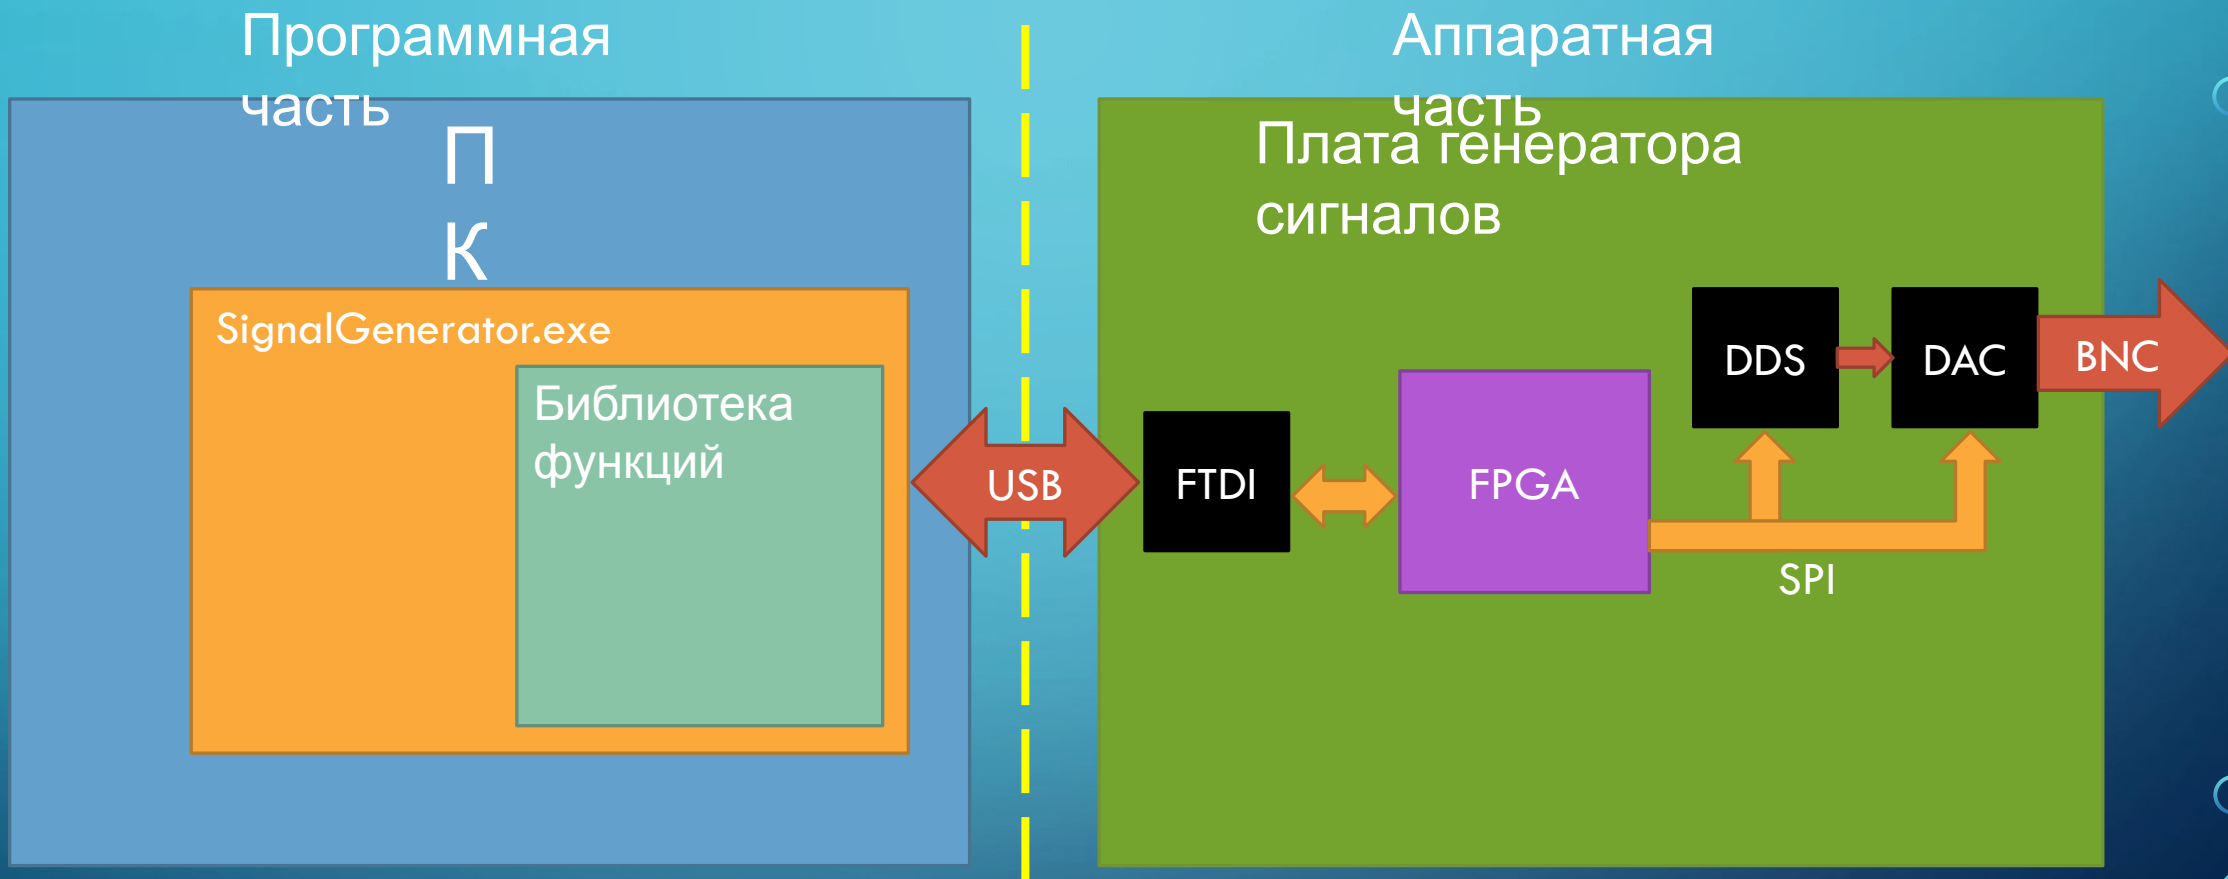 Программная
часть
П
К
SignalGenerator.exe
Библиотека
функций
USB
Аппаратная
часть
Плата генератора
сигналов
FTDI
FPGA
DDS
DAC
BNC
SPI